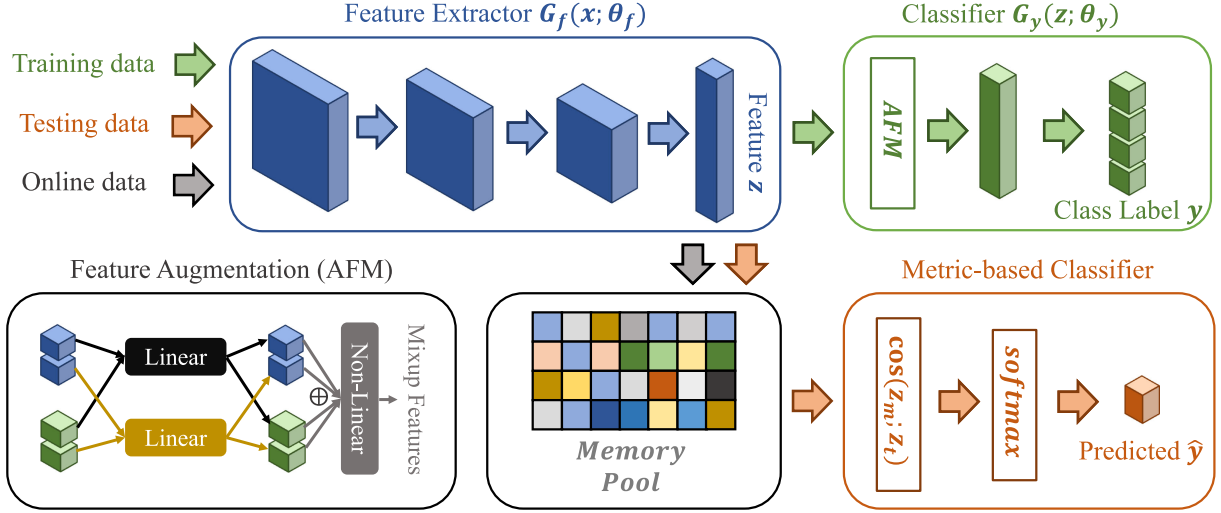 Feature Extractor G_f(x; θ_f)
Classifier G_y(z; θ_y)
Training data
Testing data
Online data
Feature z
AFM
Class Label y
Feature Augmentation (AFM)
Linear
Linear
⊕
Non-Linear
Mixup Features
Memory
Pool
Metric-based Classifier
cos(z_m; z_t)
softmax
Predicted ŷ